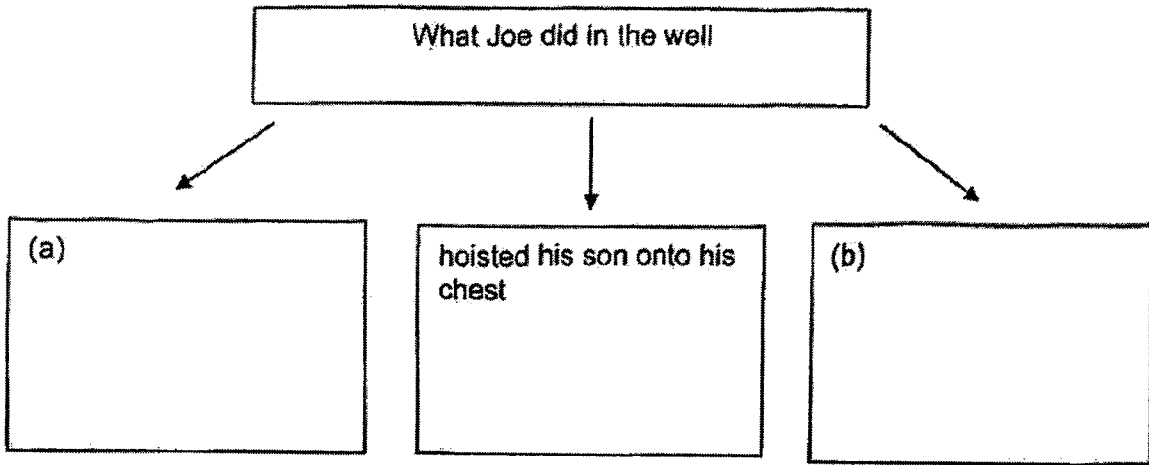 What Joe did in the well
(a)
hoisted his son onto his
chest
(b)